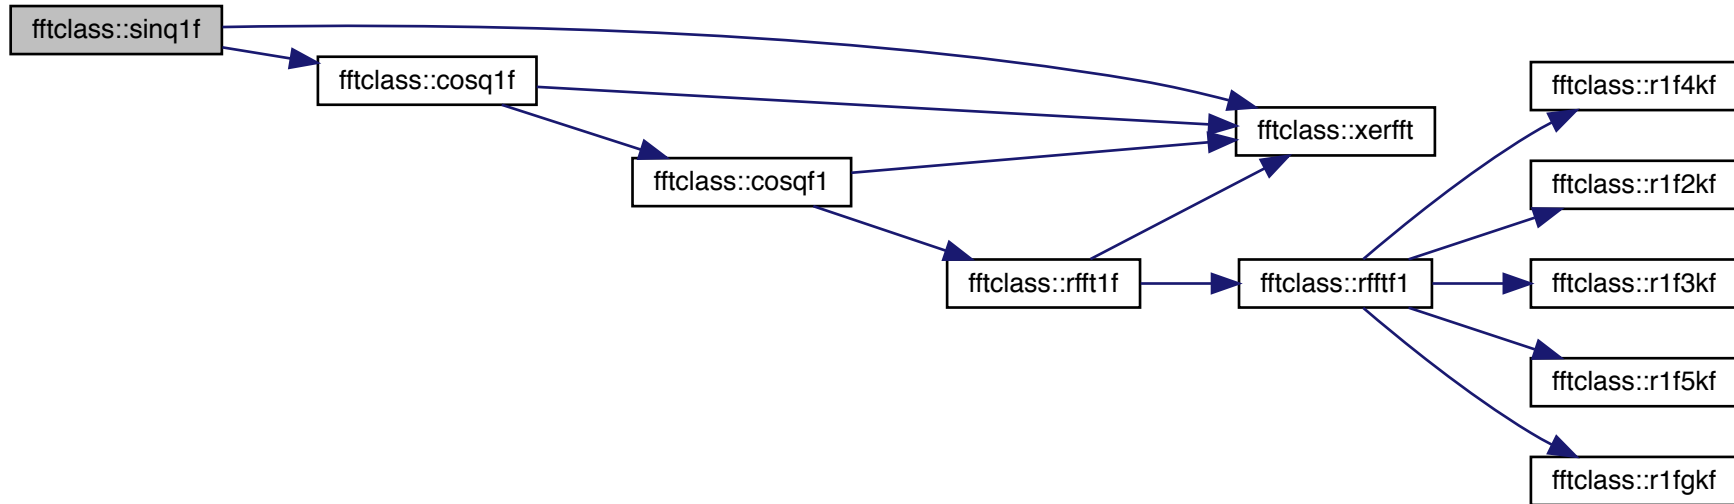 fftclass::sinq1f
fftclass::cosq1f
fftclass::cosqf1
fftclass::rfft1f
fftclass::xerfft
fftclass::rfftf1
fftclass::r1f4kf
fftclass::r1f2kf
fftclass::r1f3kf
fftclass::r1f5kf
fftclass::r1fgkf